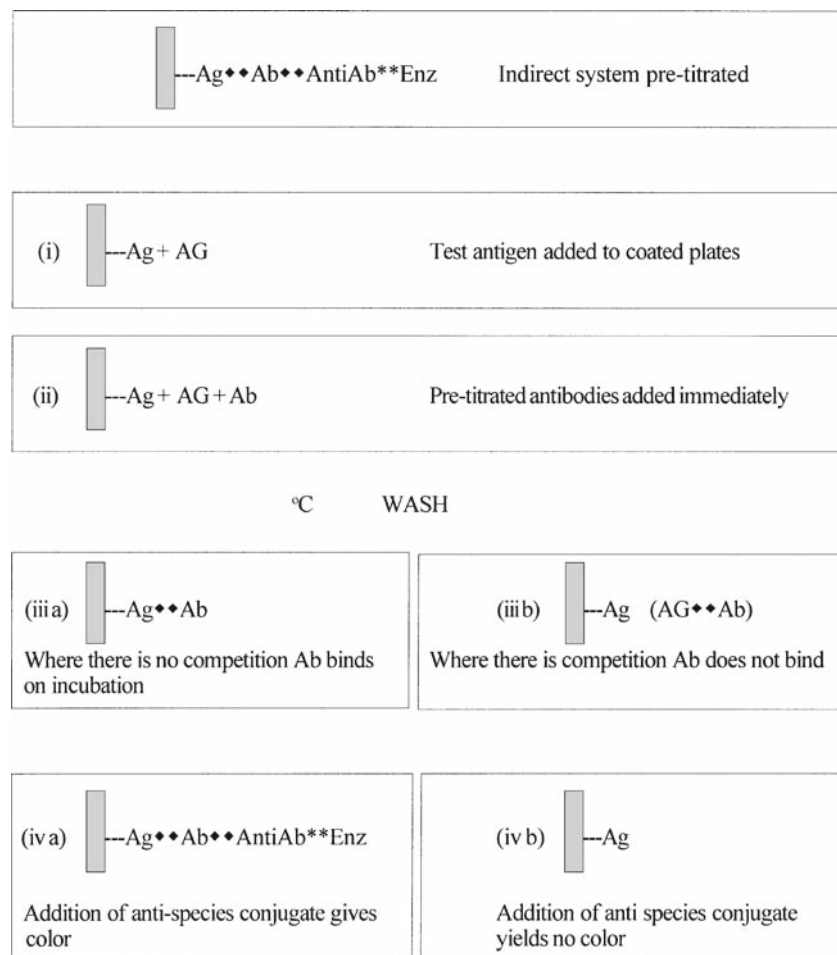 ---Ag♦♦Ab♦♦AntiAb**Enz Indirect system pre-titrated
(i) ---Ag + AG Test antigen added to coated plates
(ii) ---Ag + AG + Ab Pre-titrated antibodies added immediately
°C WASH
(iii a) ---Ag♦♦Ab
Where there is no competition Ab binds
on incubation
(iii b) ---Ag (AG♦♦Ab)
Where there is competition Ab does not bind
(iv a) ---Ag♦♦Ab♦♦AntiAb**Enz
Addition of anti-species conjugate gives
color
(iv b) ---Ag
Addition of anti species conjugate
yields no color